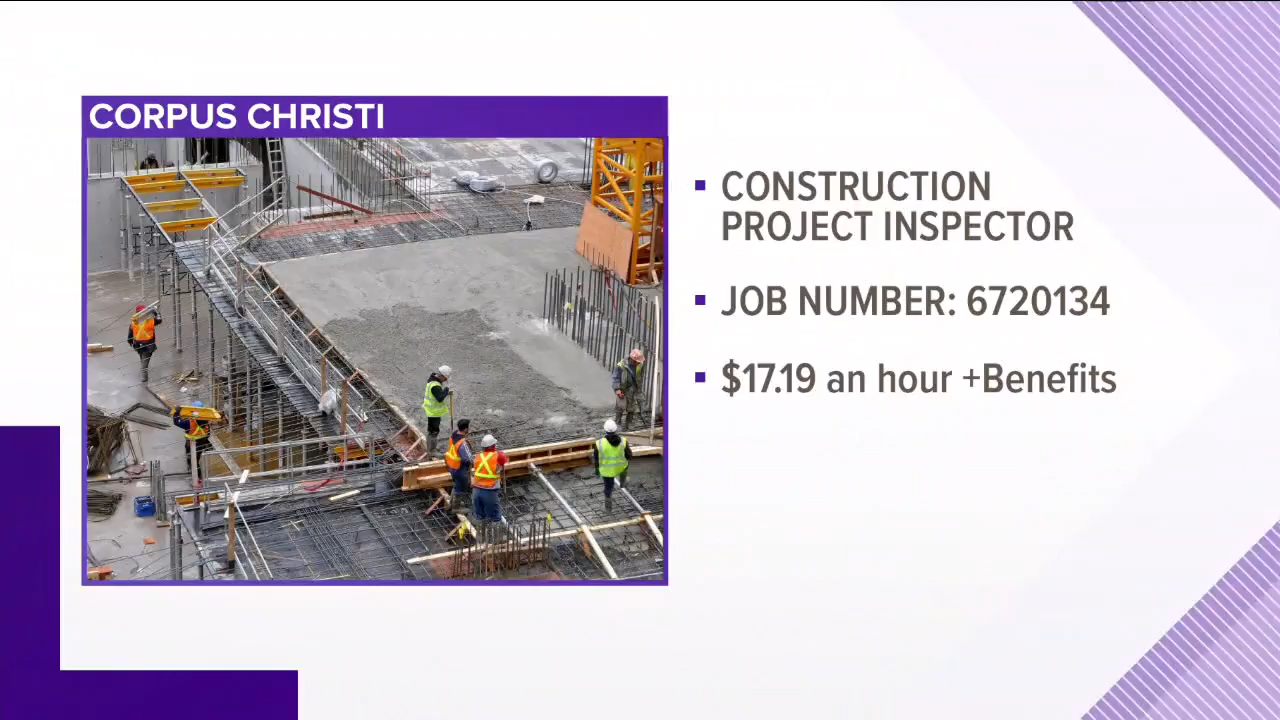 CORPUS CHRISTI
CONSTRUCTION
PROJECT INSPECTOR
JOB NUMBER: 6720134
$17.19 an hour +Benefits